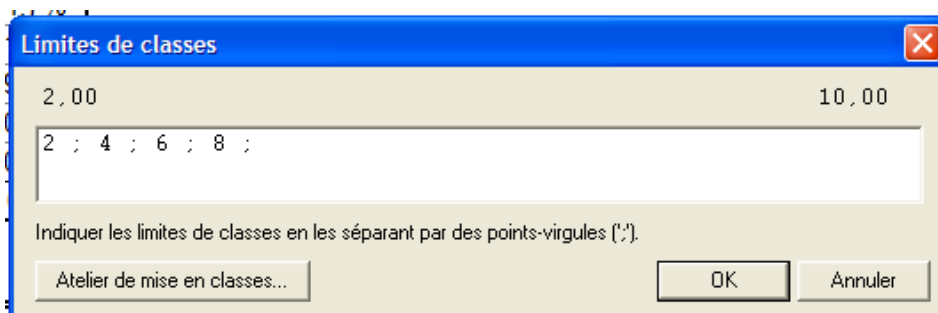 Limites de classes
2,00 10,00
2 ; 4 ; 6 ; 8 ;
Indiquer les limites de classes en les séparant par des points-virgules (';').
Atelier de mise en classes... OK Annuler